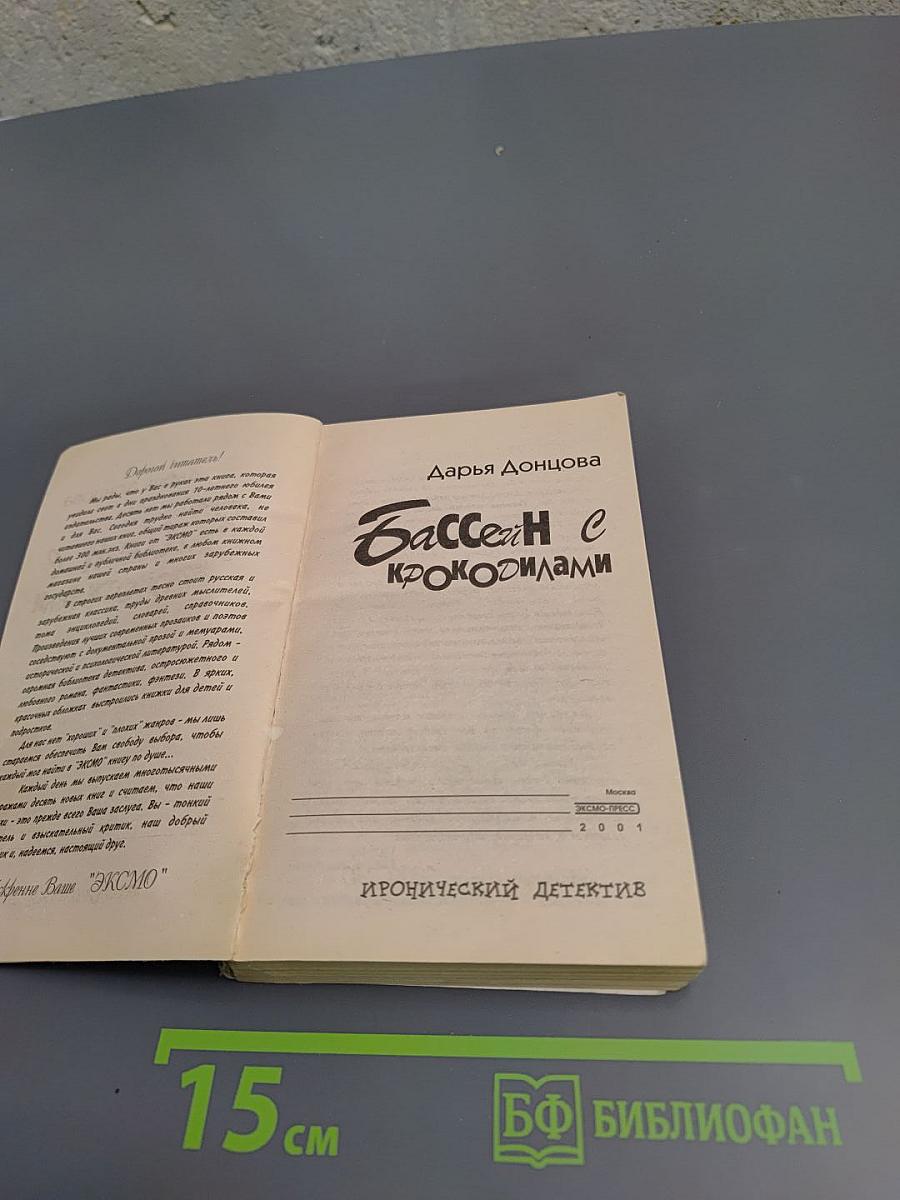 Дорогой читатель!
Мы рады, что у Вас в руках эта книга, которая
увидела свет в дни празднования 10-летнего юбилея
издательства. Десять лет мы работали рядом с Вами
и для Вас. Сегодня трудно найти человека, не
читавшего наших книг, общий тираж которых составил
более 300 млн.экз. Книги от "ЭКСМО" есть в каждой
домашней и публичной библиотеке, в любом книжном
магазине нашей страны и многих зарубежных
государств.
В строгих переплетах тесно стоит русская и
зарубежная классика, труды древних мыслителей,
тома энциклопедий, словарей, справочников.
Произведения лучших современных прозаиков и поэтов
соседствуют с документальной прозой и мемуарами,
исторической и психологической литературой. Рядом -
огромная библиотека детектива, остросюжетного и
любовного романа, фантастики, фэнтези. В ярких,
красочных обложках выстроились книжки для детей и
подростков.
Для нас нет "хороших" и "плохих" жанров - мы лишь
стараемся обеспечить Вам свободу выбора, чтобы
каждый мог найти в "ЭКСМО" книгу по душе...
Каждый день мы выпускаем многотысячными
десять новых книг и считаем, что наши
- это прежде всего Ваша заслуга. Вы - тонкий
и взыскательный критик, наш добрый
и, надеемся, настоящий друг.
Ваше "ЭКСМО"
Дарья Донцова
Бассейн с
крокодилами
Москва
ЭКСМО-ПРЕСС
2001
ИРОНИЧЕСКИЙ ДЕТЕКТИВ
15 см
БФ БИБЛИОФАН